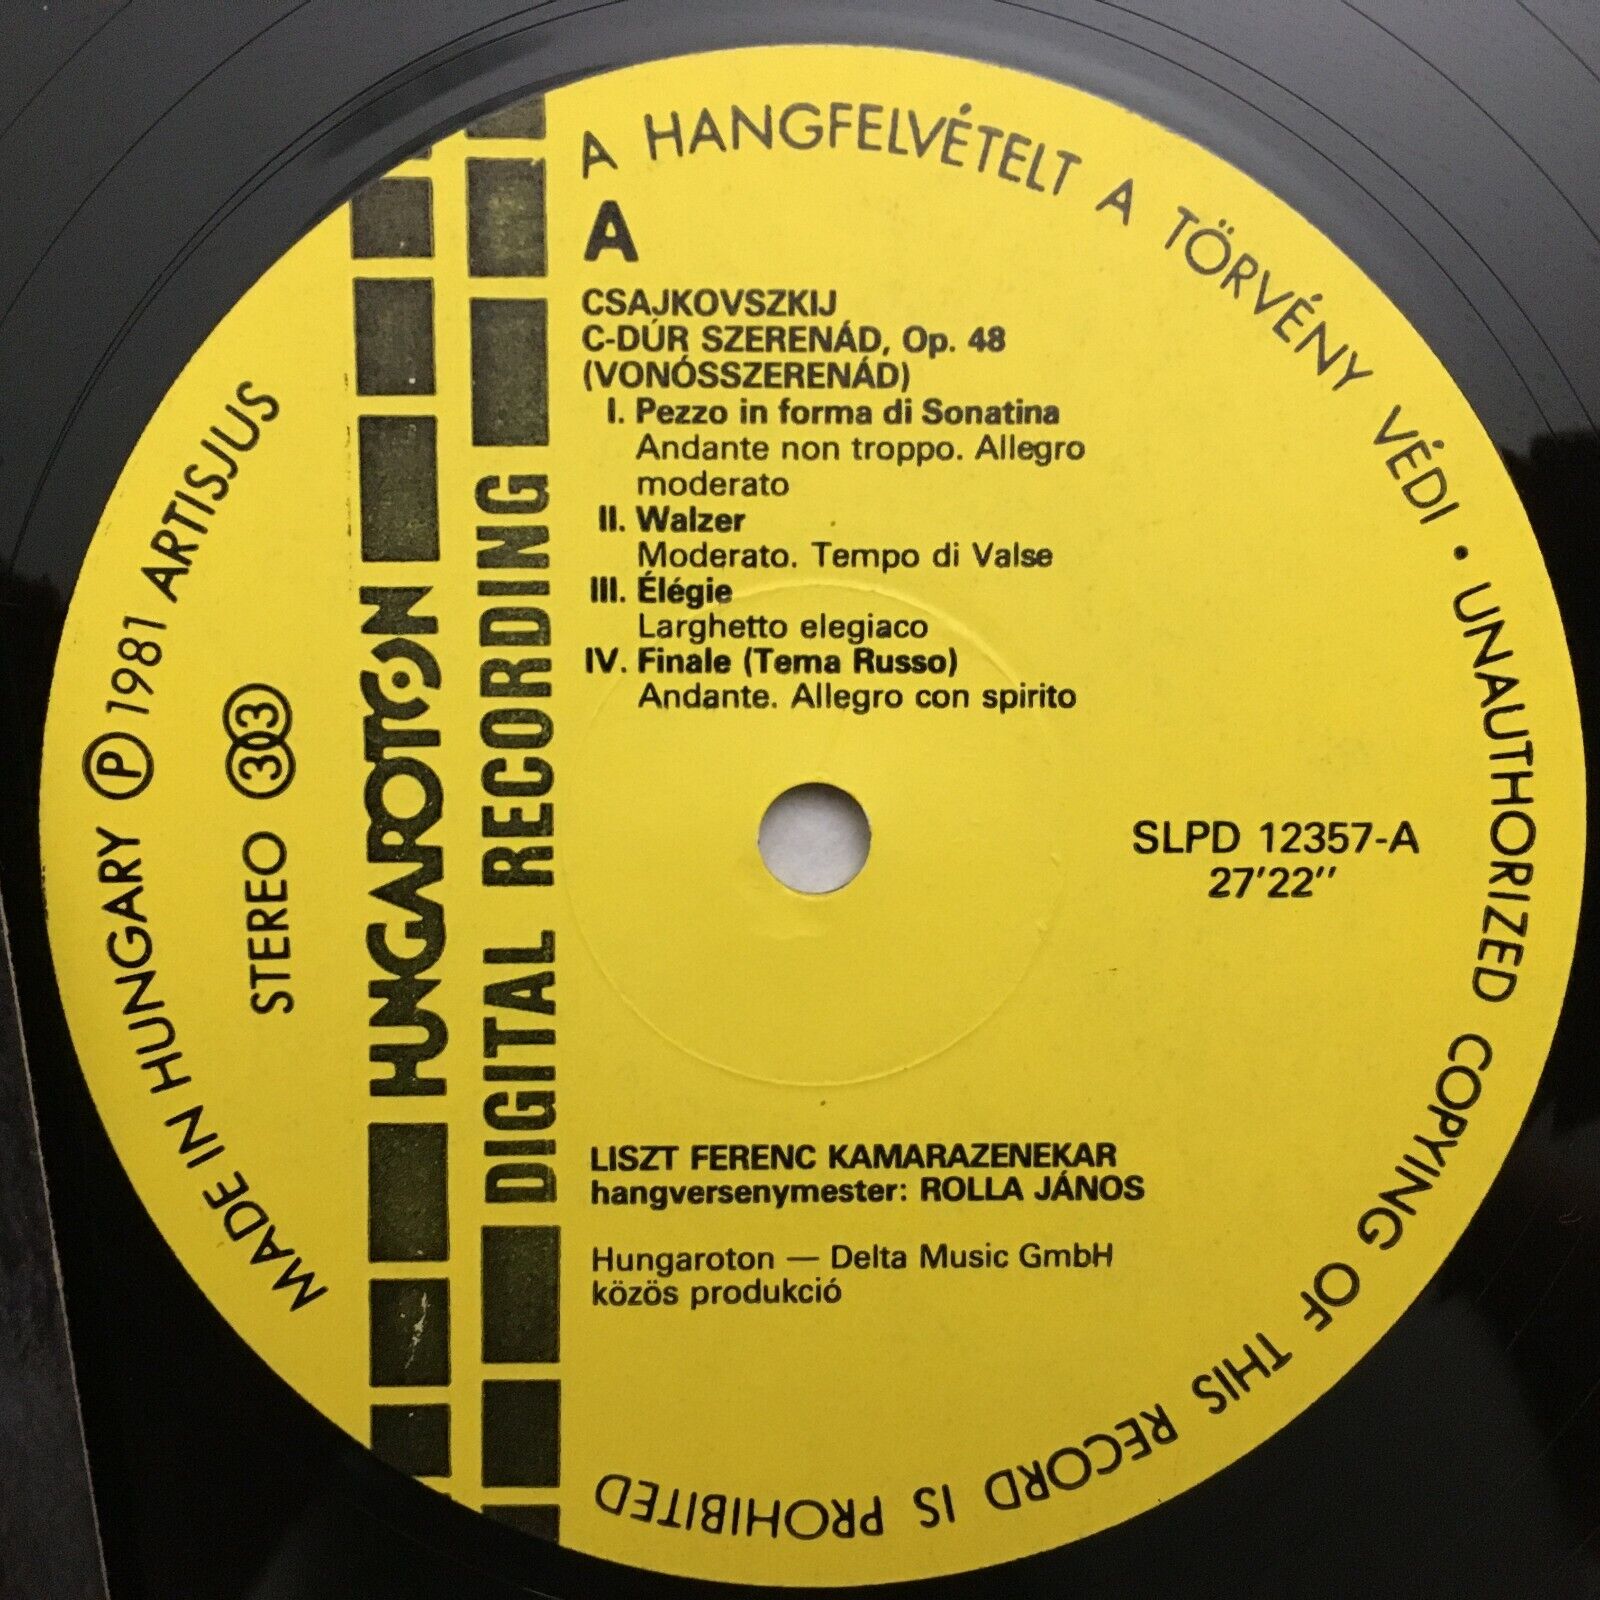 A HANGFELVÉTELT A TÖRVÉNY VÉDI • UNAUTHORIZED COPYING OF THIS RECORD IS PROHIBITED
MADE IN HUNGARY Ⓟ 1981 ARTISJUS
STEREO 33
HUNGAROTON
DIGITAL RECORDING
A
CSAJKOVSZKIJ
C-DÚR SZERENÁD, Op. 48
(VONÓSSZERENÁD)
I. Pezzo in forma di Sonatina
Andante non troppo. Allegro
moderato
II. Walzer
Moderato. Tempo di Valse
III. Élégie
Larghetto elegiaco
IV. Finale (Tema Russo)
Andante. Allegro con spirito
SLPD 12357-A
27'22''
LISZT FERENC KAMARAZENEKAR
hangversenymester: ROLLA JÁNOS
Hungaroton — Delta Music GmbH
közös produkció